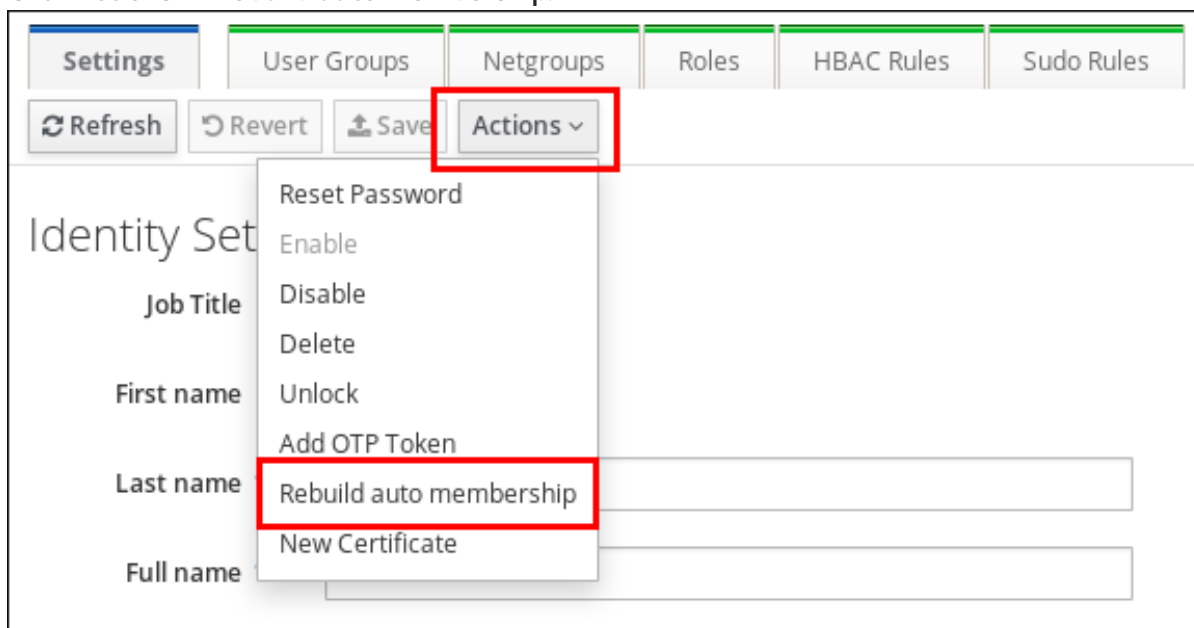 Settings User Groups Netgroups Roles HBAC Rules Sudo Rules
Refresh Revert Save Actions
Reset Password
Identity Set
Enable
Job Title Disable
Delete
First name Unlock
Add OTP Token
Last name Rebuild auto membership
New Certificate
Full name